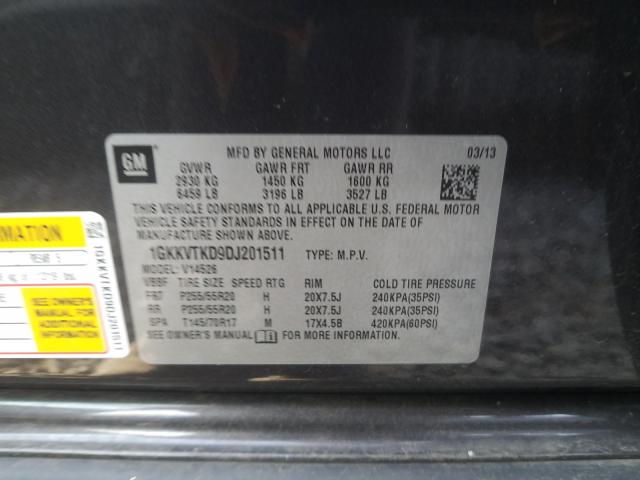 GM
MFD BY GENERAL MOTORS LLC 03/13
GVWR GAWR FRT GAWR RR
2930 KG 1450 KG 1600 KG
6459 LB 3196 LB 3527 LB
THIS VEHICLE CONFORMS TO ALL APPLICABLE U.S. FEDERAL MOTOR
VEHICLE SAFETY STANDARDS IN EFFECT ON THE DATE OF
MANUFACTURE SHOWN ABOVE.
1GKKVTKD9DJ201511 TYPE: M.P.V.
MODEL: V14526
TIRE SIZE SPEED RTG RIM COLD TIRE PRESSURE
FRT P255/55R20 H 20X7.5J 240KPA(35PSI)
RR P255/55R20 H 20X7.5J 240KPA(35PSI)
SPA T145/70R17 M 17X4.5B 420KPA(60PSI)
SEE OWNER'S MANUAL FOR MORE INFORMATION.
MATION
REAR 5
SEE OWNER'S
MANUAL FOR
ADDITIONAL
INFORMATION
1GKKVTKD9DJ201511